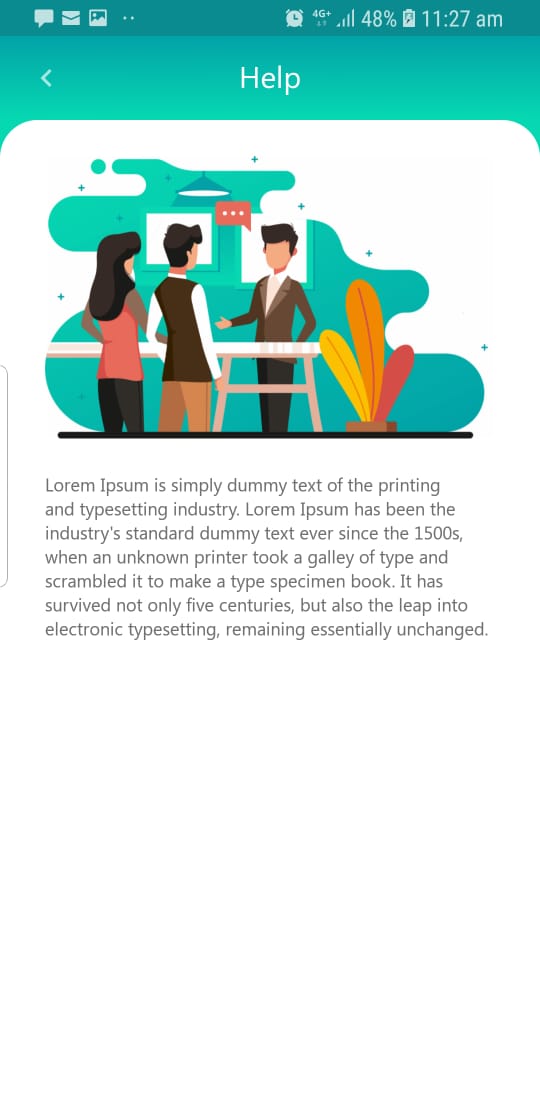 4G+ 48% 11:27 am
Help
Lorem Ipsum is simply dummy text of the printing
and typesetting industry. Lorem Ipsum has been the
industry's standard dummy text ever since the 1500s,
when an unknown printer took a galley of type and
scrambled it to make a type specimen book. It has
survived not only five centuries, but also the leap into
electronic typesetting, remaining essentially unchanged.